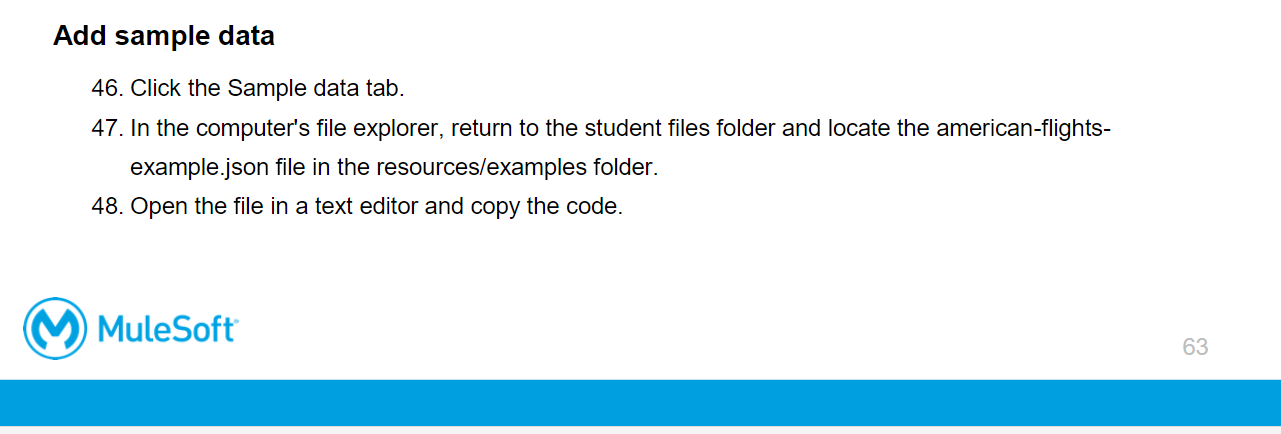 Add sample data
46. Click the Sample data tab.
47. In the computer's file explorer, return to the student files folder and locate the american-flights-
example.json file in the resources/examples folder.
48. Open the file in a text editor and copy the code.
MuleSoft
63